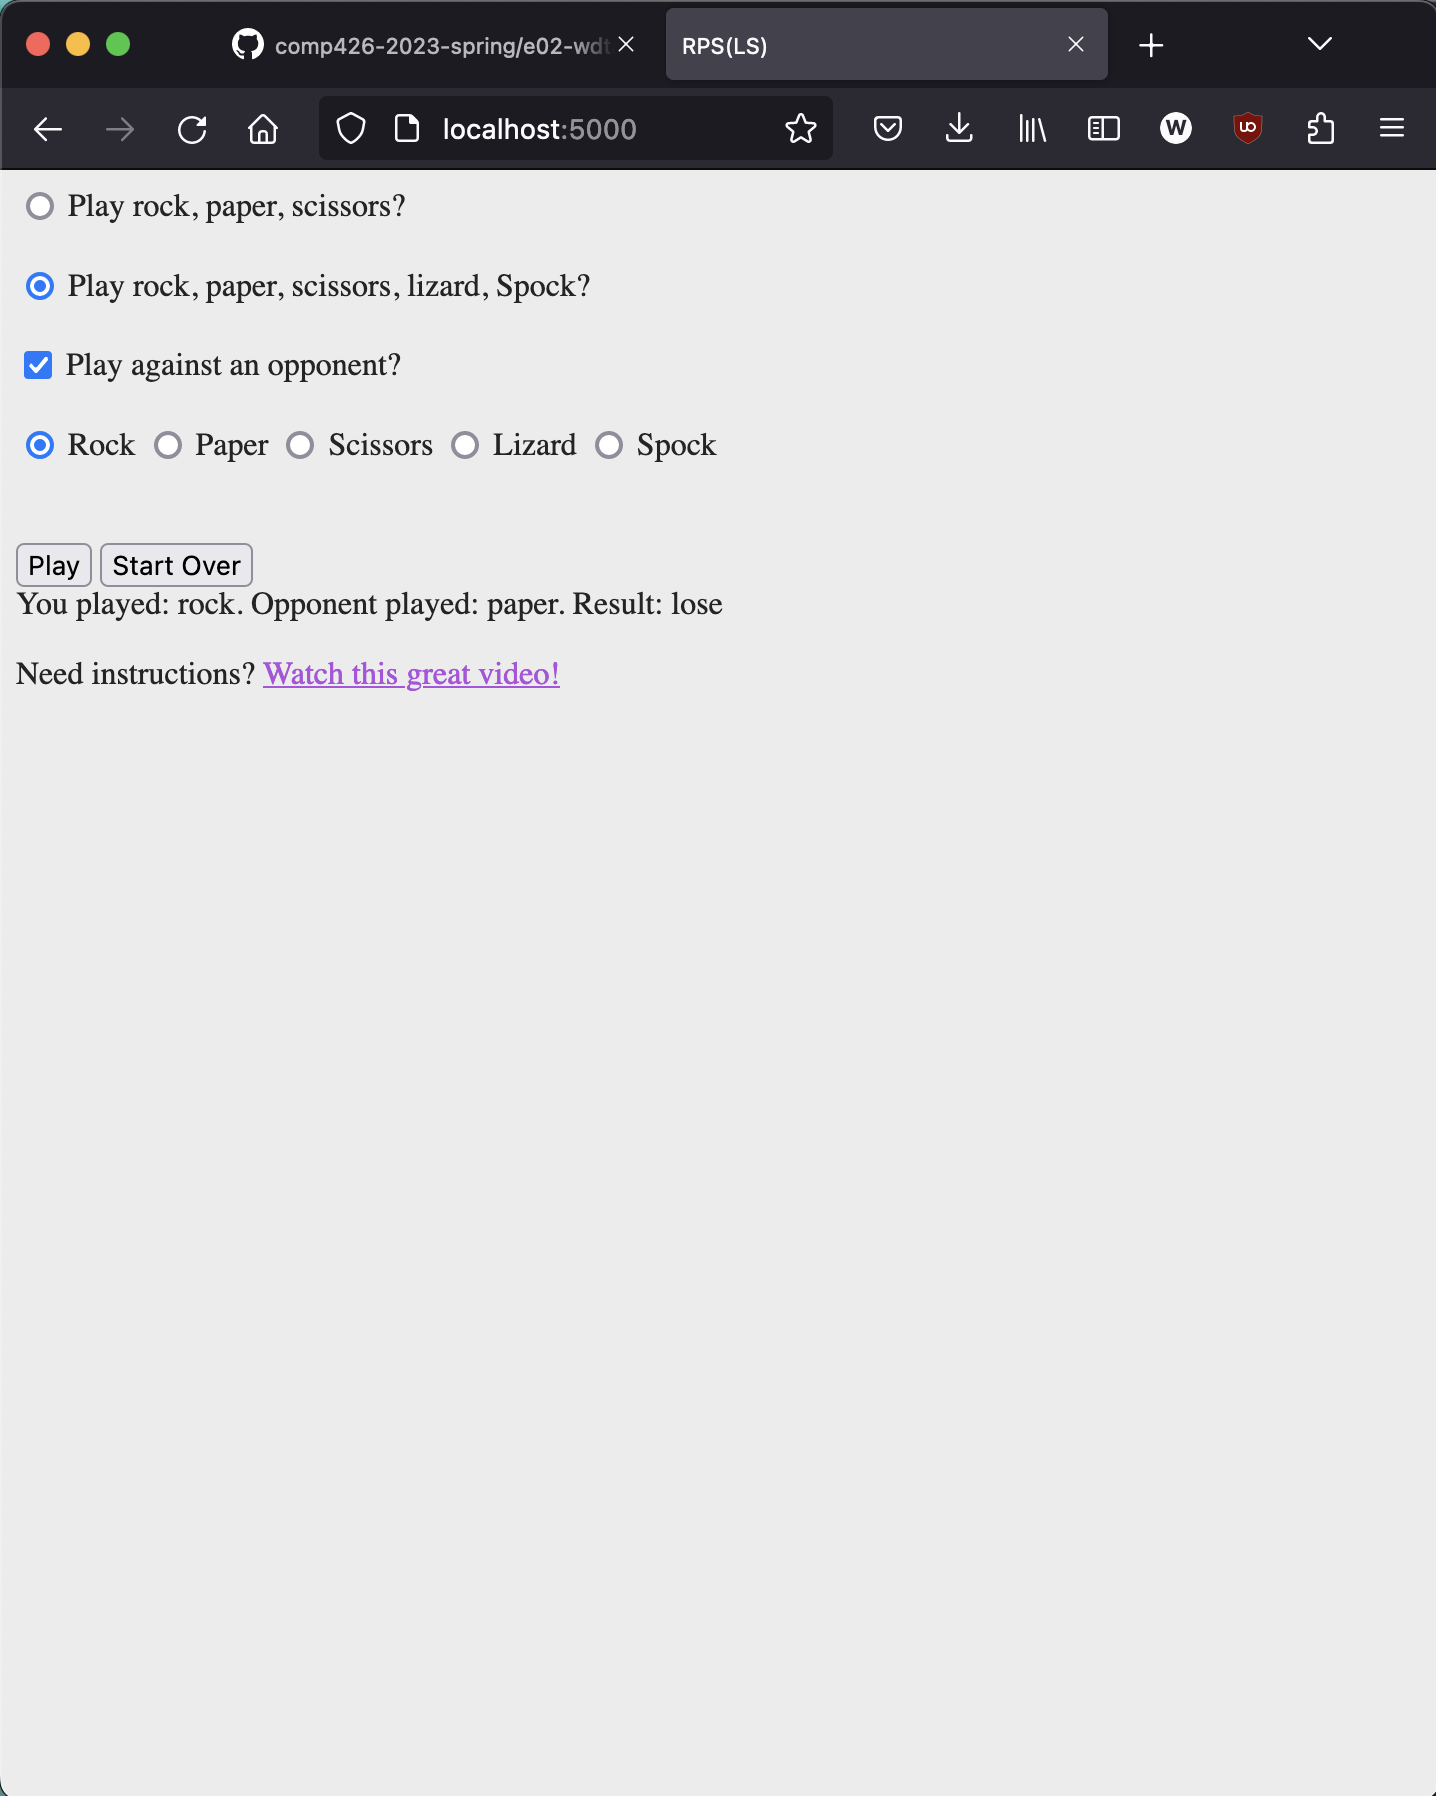 comp426-2023-spring/e02-wdt
RPS(LS)
localhost:5000
W
Play rock, paper, scissors?
Play rock, paper, scissors, lizard, Spock?
Play against an opponent?
Rock Paper Scissors Lizard Spock
Play Start Over
You played: rock. Opponent played: paper. Result: lose
Need instructions? Watch this great video!